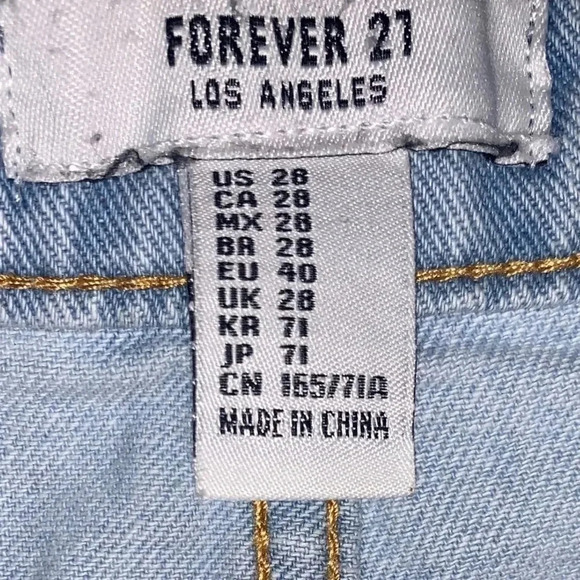 FOREVER 21
LOS ANGELES
US 28
CA 28
MX 28
BR 28
EU 40
UK 28
KR 71
JP 71
CN 165/71A
MADE IN CHINA